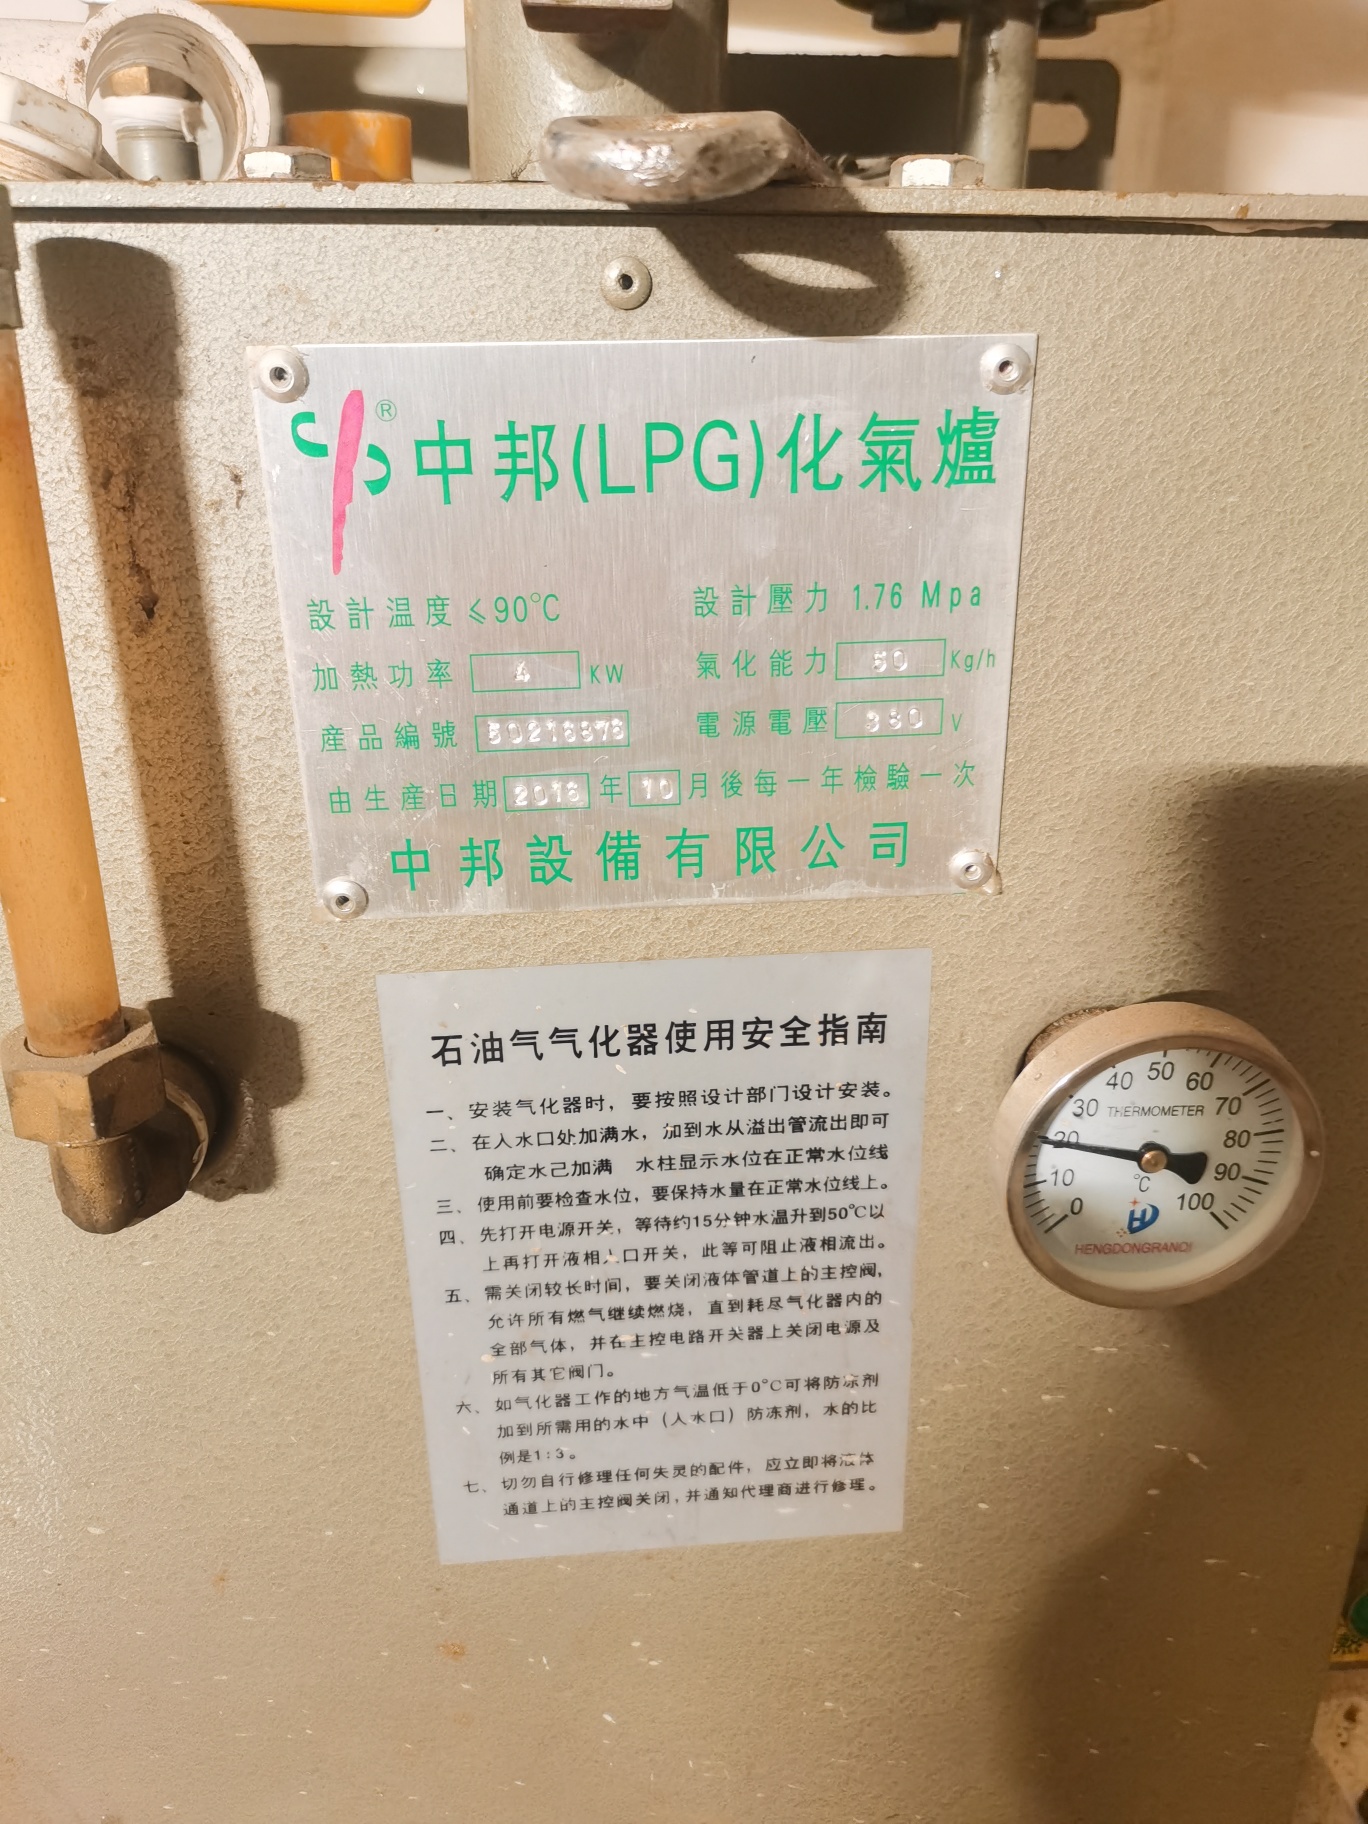 ® 中邦(LPG)化氣爐
設計温度 ≤90℃ 設計壓力 1.76 Mpa
加熱功率 KW 氣化能力 50 Kg/h
産品編號 電源電壓 380 V
由生産日期 2018 年 10 月後每一年檢驗一次
中邦設備有限公司
石油气气化器使用安全指南
一、安装气化器时，要按照设计部门设计安装。
二、在入水口处加满水，加到水从溢出管流出即可
确定水己加满 水柱显示水位在正常水位线
三、使用前要检查水位，要保持水量在正常水位线上。
四、先打开电源开关，等待约15分钟水温升到50℃以
上再打开液相入口开关，此等可阻止液相流出。
五、需关闭较长时间，要关闭液体管道上的主控阀，
允许所有燃气继续燃烧，直到耗尽气化器内的
全部气体，并在主控电路开关器上关闭电源及
所有其它阀门。
六、如气化器工作的地方气温低于0℃可将防冻剂
加到所需用的水中（入水口）防冻剂，水的比
例是1:3。
七、切勿自行修理任何失灵的配件，应立即将液体
通道上的主控阀关闭，并通知代理商进行修理。
0 10 20 30 40 50 60 70 80 90 100
THERMOMETER
℃
HENGDONGRANQI